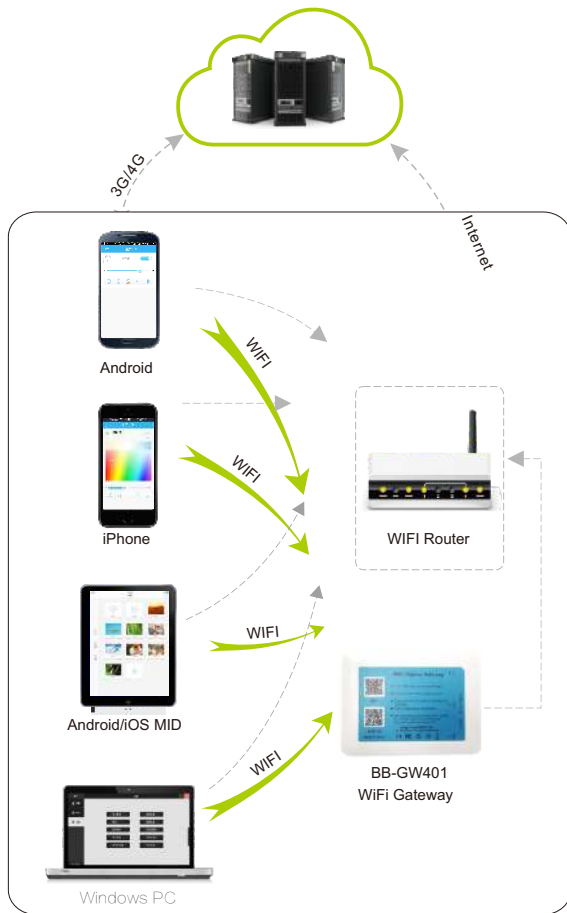 3G/4G
Internet
Android
WIFI
iPhone
WIFI
WIFI Router
Android/iOS MID
WIFI
BB-GW401
WiFi Gateway
WIFI
Windows PC